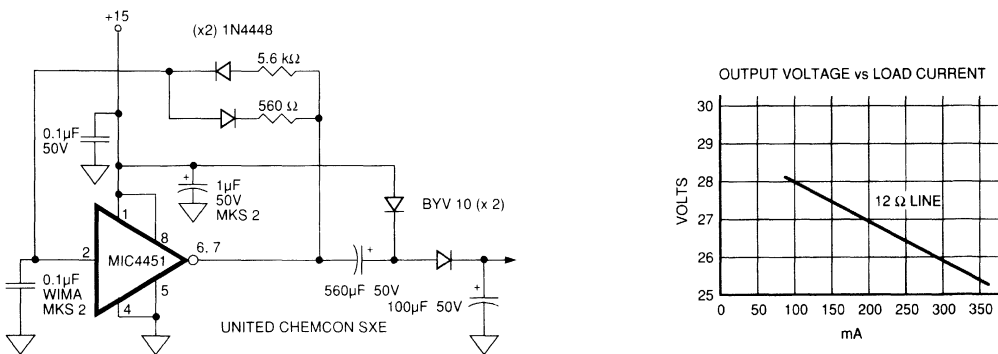 +15
(x2) 1N4448
5.6 kΩ
560 Ω
0.1µF
50V
1µF
50V
MKS 2
BYV 10 (x 2)
1
8
2
MIC4451
6. 7
5
4
0.1µF
WIMA
MKS 2
+
560µF 50V
+
100µF 50V
+
UNITED CHEMCON SXE
OUTPUT VOLTAGE vs LOAD CURRENT
30
29
28
27
26
25
VOLTS
12 Ω LINE
0 50 100 150 200 250 300 350
mA